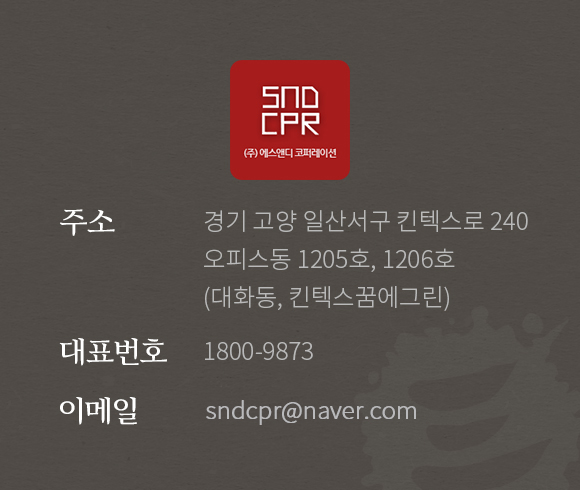 SND
CPR
(주) 에스앤디 코퍼레이션
주소 경기 고양 일산서구 킨텍스로 240
오피스동 1205호, 1206호
(대화동, 킨텍스꿈에그린)
대표번호 1800-9873
이메일 sndcpr@naver.com